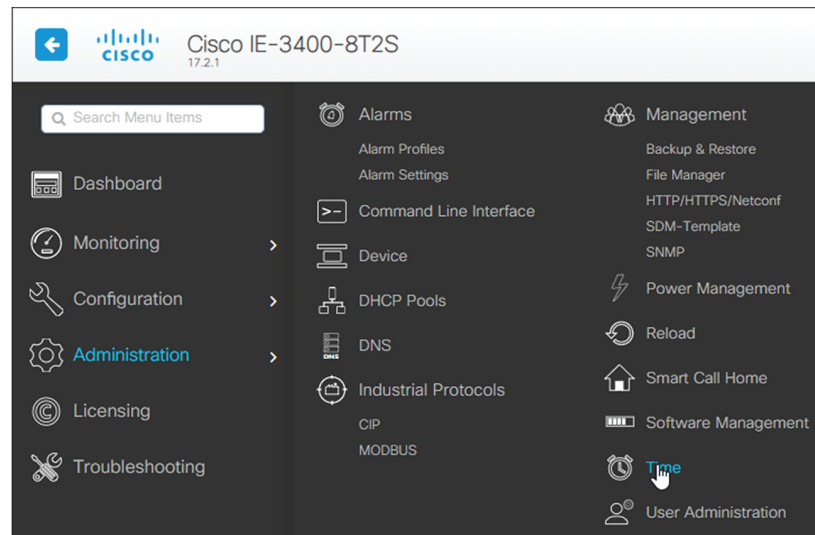 CISCO
Cisco IE-3400-8T2S
17.2.1
Search Menu Items
Dashboard
Monitoring
Configuration
Administration
Licensing
Troubleshooting
Alarms
Alarm Profiles
Alarm Settings
Command Line Interface
Device
DHCP Pools
DNS
DNS
Industrial Protocols
CIP
MODBUS
Management
Backup & Restore
File Manager
HTTP/HTTPS/Netconf
SDM-Template
SNMP
Power Management
Reload
Smart Call Home
Software Management
Time
User Administration